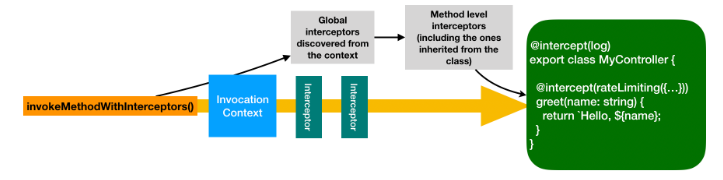 Global
interceptors
discovered from
the context
Method level
interceptors
(including the ones
inherited from the
class)
invokeMethodWithInterceptors()
Invocation
Context
Interceptor
Interceptor
@intercept(log)
export class MyController {
@intercept(rateLimiting({...}))
greet(name: string) {
return `Hello, ${name};
}
}